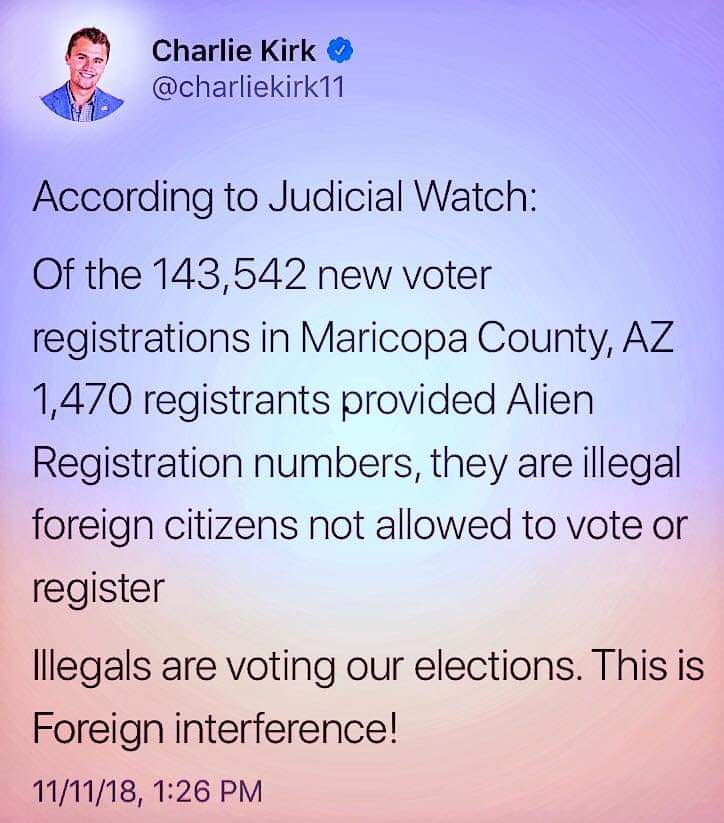 Charlie Kirk
@charliekirk11
According to Judicial Watch:
Of the 143,542 new voter
registrations in Maricopa County, AZ
1,470 registrants provided Alien
Registration numbers, they are illegal
foreign citizens not allowed to vote or
register
Illegals are voting our elections. This is
Foreign interference!
11/11/18, 1:26 PM